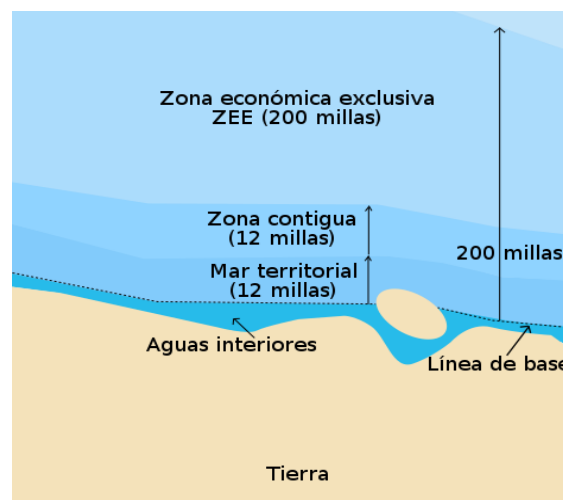 Zona económica exclusiva
ZEE (200 millas)
Zona contigua
(12 millas)
200 millas
Mar territorial
(12 millas)
Aguas interiores
Línea de base
Tierra